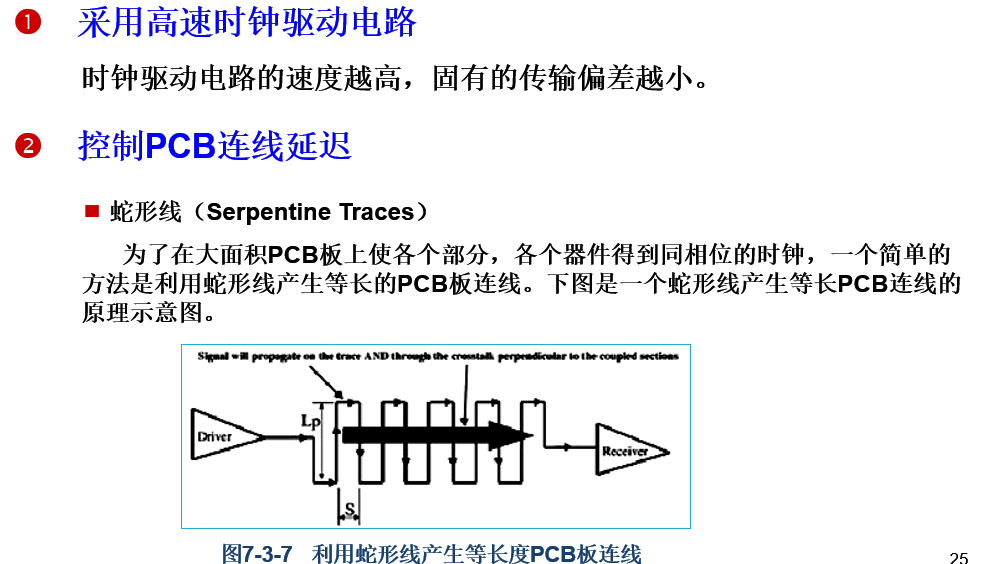 ❶ 采用高速时钟驱动电路
时钟驱动电路的速度越高，固有的传输偏差越小。
❷ 控制PCB连线延迟
■ 蛇形线（Serpentine Traces）
为了在大面积PCB板上使各个部分，各个器件得到同相位的时钟，一个简单的
方法是利用蛇形线产生等长的PCB板连线。下图是一个蛇形线产生等长PCB连线的
原理示意图。
Signal will propagate on the trace AND through the crosstalk perpendicular to the coupled sections
Lp
Driver
Receiver
S
图7-3-7 利用蛇形线产生等长度PCB板连线
25